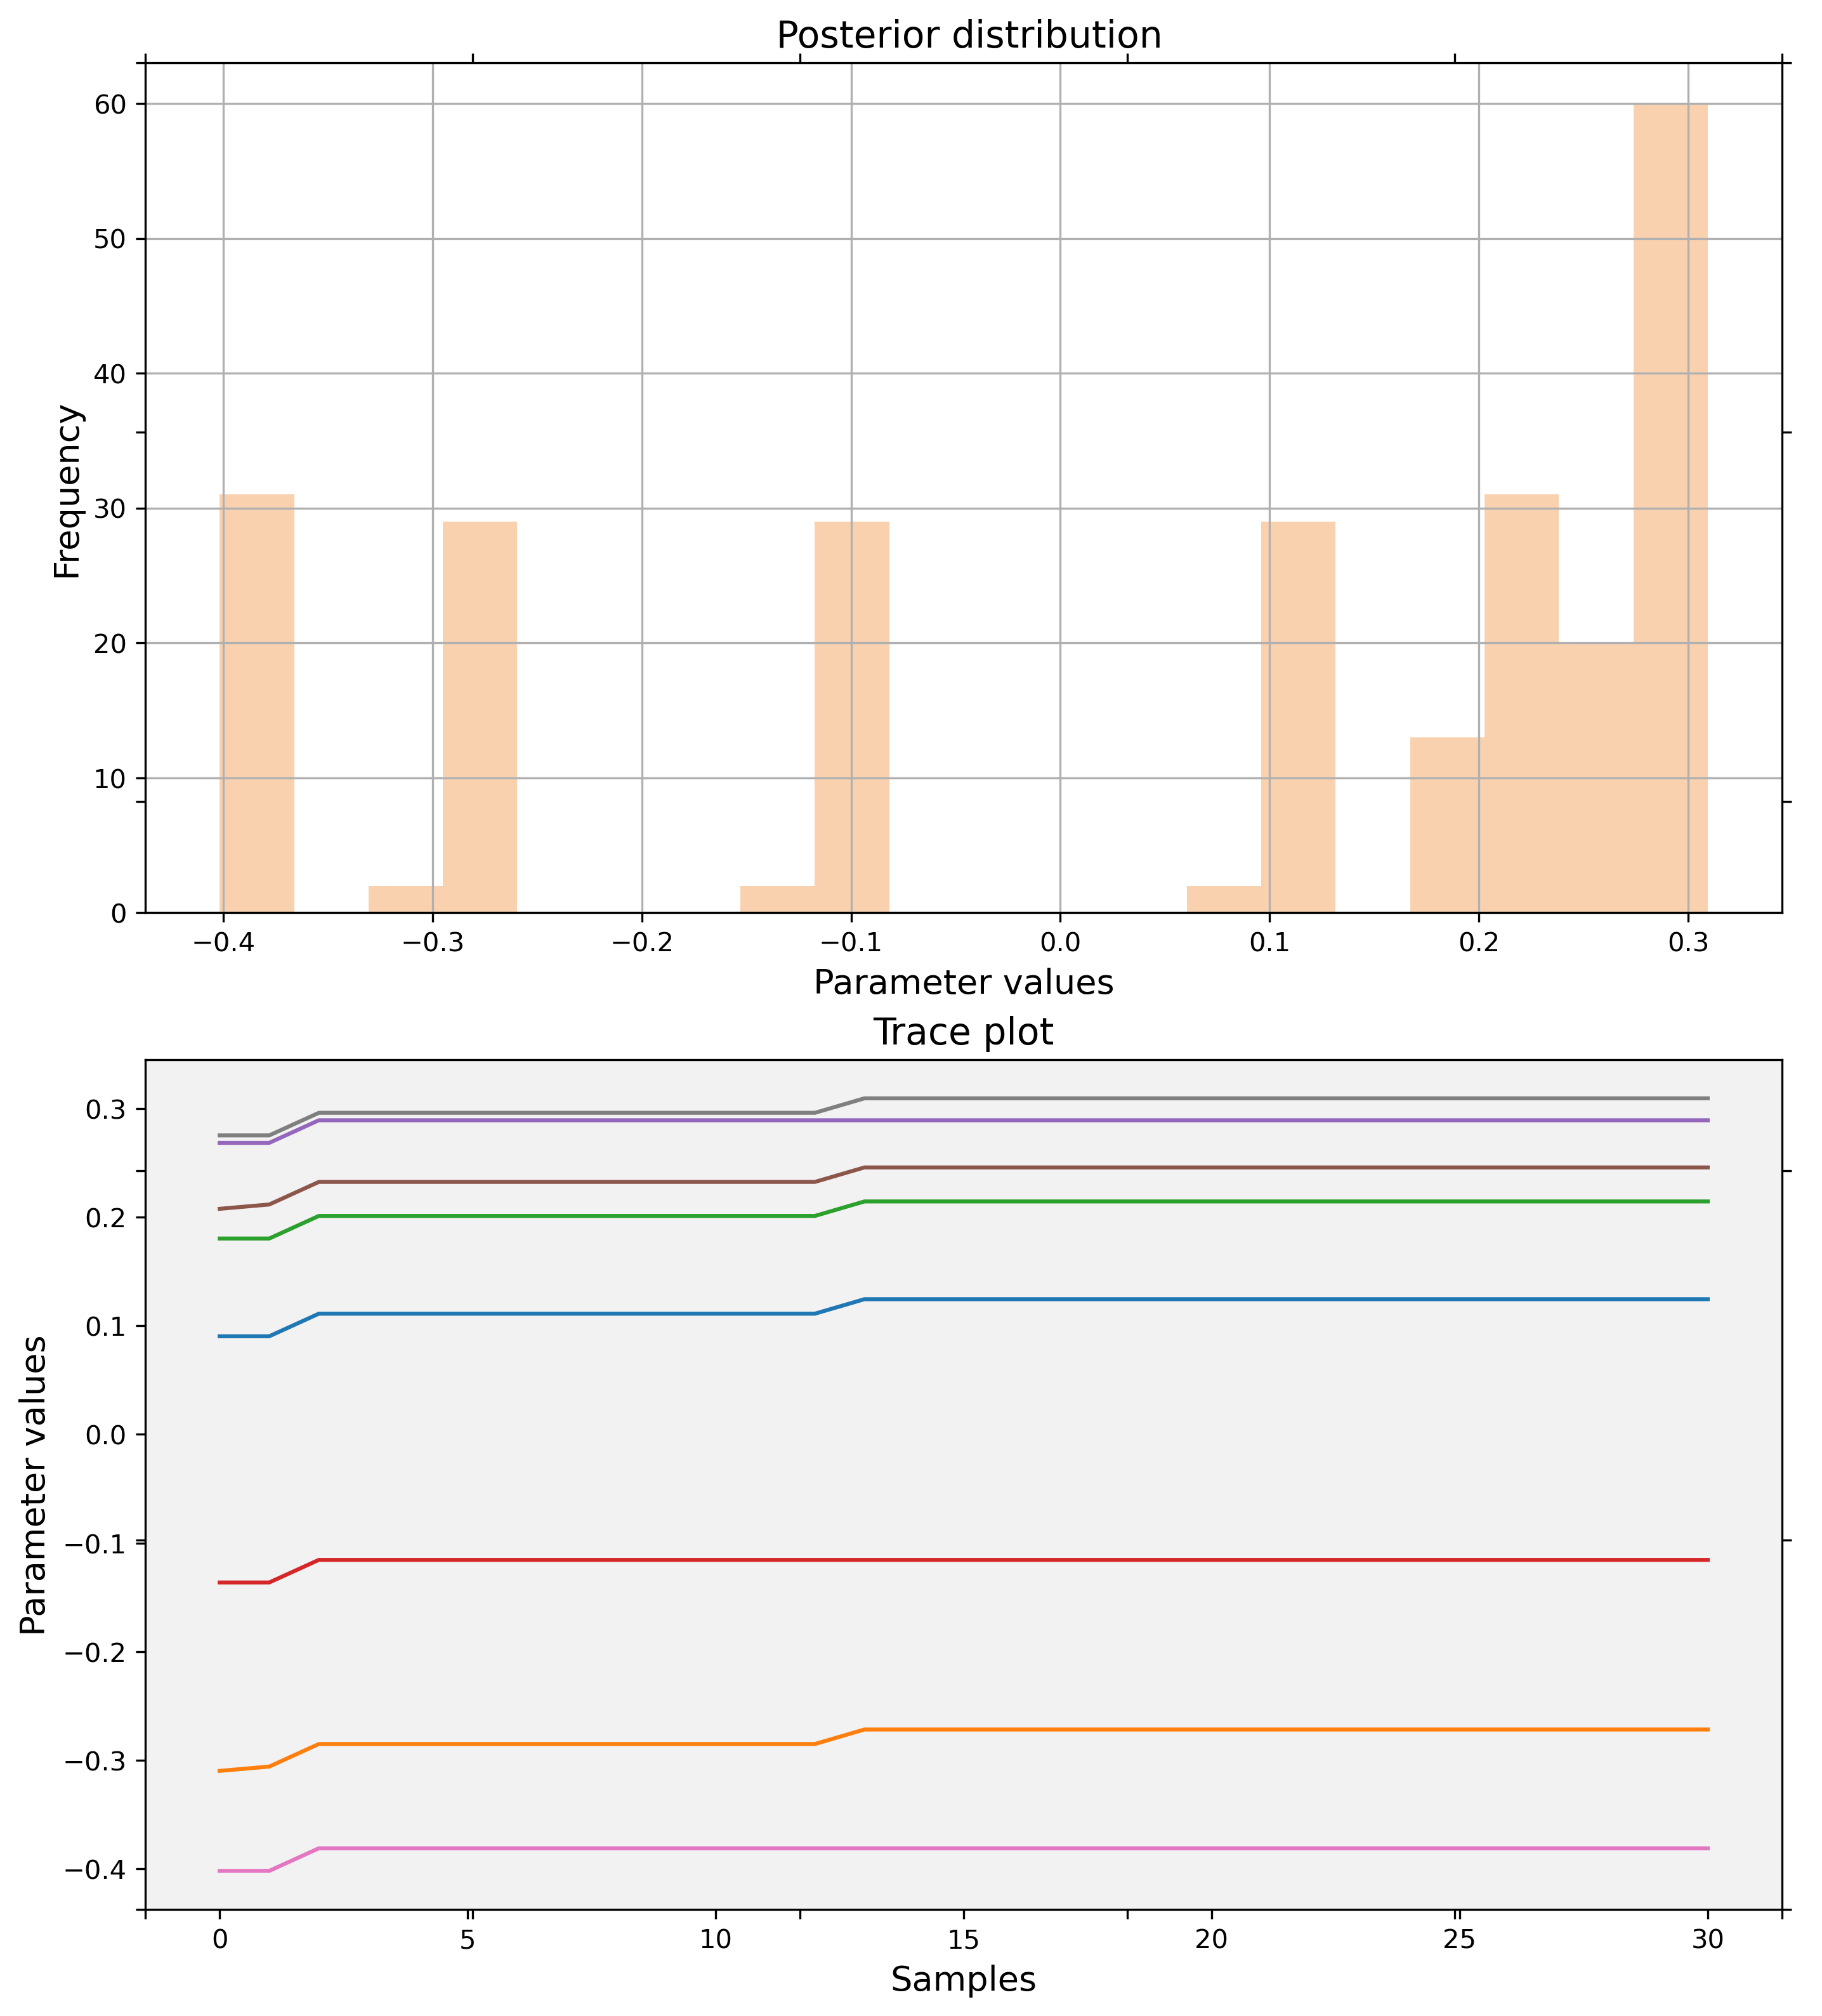 Posterior distribution
60
50
40
30
20
10
0
Frequency
−0.4 −0.3 −0.2 −0.1 0.0 0.1 0.2 0.3
Parameter values
Trace plot
0.3
0.2
0.1
0.0
−0.1
−0.2
−0.3
−0.4
Parameter values
0 5 10 15 20 25 30
Samples